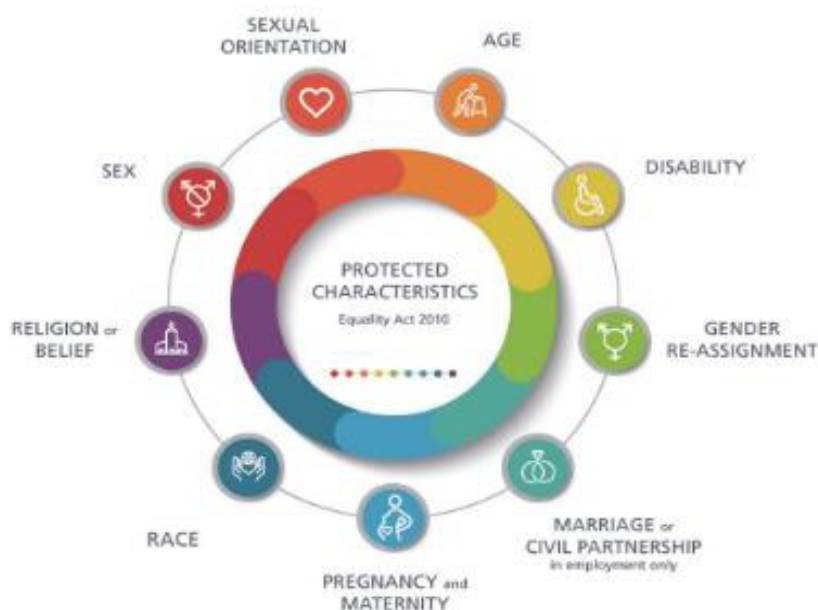 SEXUAL
ORIENTATION
AGE
SEX
DISABILITY
PROTECTED
CHARACTERISTICS
Equality Act 2010
RELIGION or
BELIEF
GENDER
RE-ASSIGNMENT
RACE
MARRIAGE or
CIVIL PARTNERSHIP
in employment only
PREGNANCY and
MATERNITY